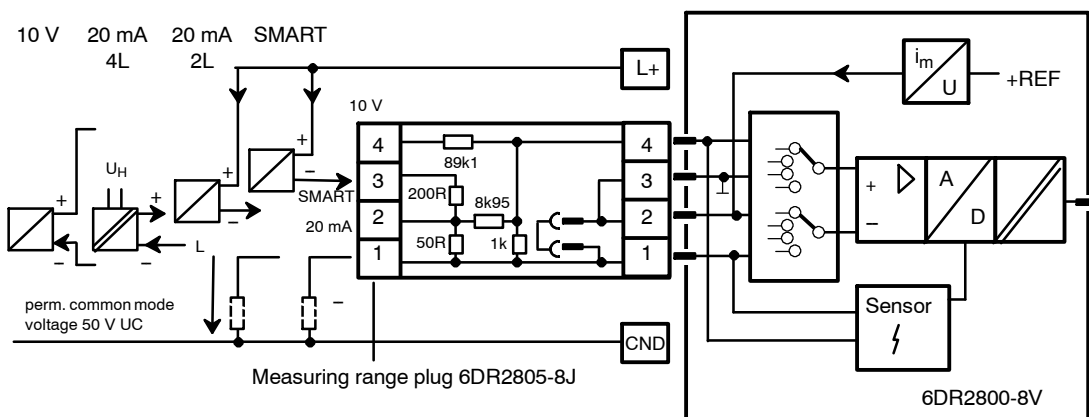 10 V 20 mA 20 mA SMART
4L 2L
L+
i m
U
+REF
10 V
4 4
89k1
3 3
+
UH
+
–
SMART
200R
8k95
2 2
20 mA
50R
1k
1 1
+
–
+
–
L
–
+
–
A
D
perm. common mode
voltage 50 V UC
–
Sensor
CND
Measuring range plug 6DR2805-8J
6DR2800-8V